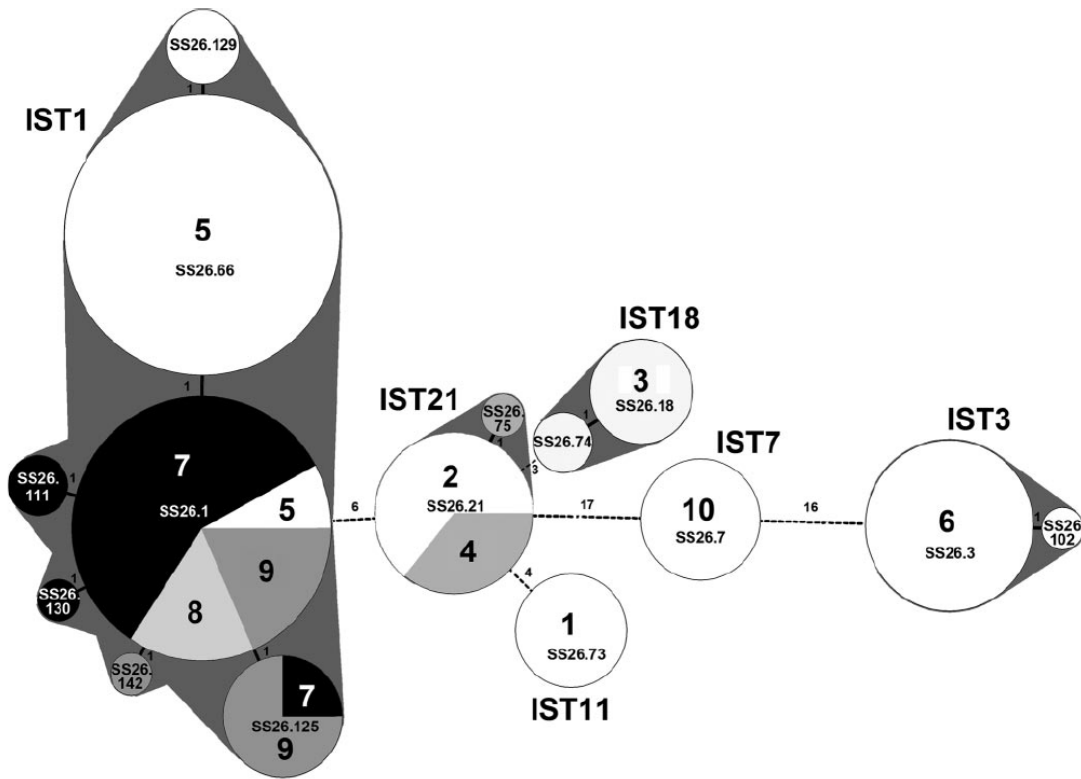 SS26.129
1
IST1
5
SS26.66
1
7
SS26.1
5
9
8
1
SS26.
111
1
SS26.
130
1
SS26.
142
1
7
SS26.125
9
6
IST21
SS26.
75
1
2
SS26.21
4
3
IST18
3
SS26.18
1
SS26.74
4
1
SS26.73
IST11
17
IST7
10
SS26.7
16
IST3
6
SS26.3
1
SS26
102